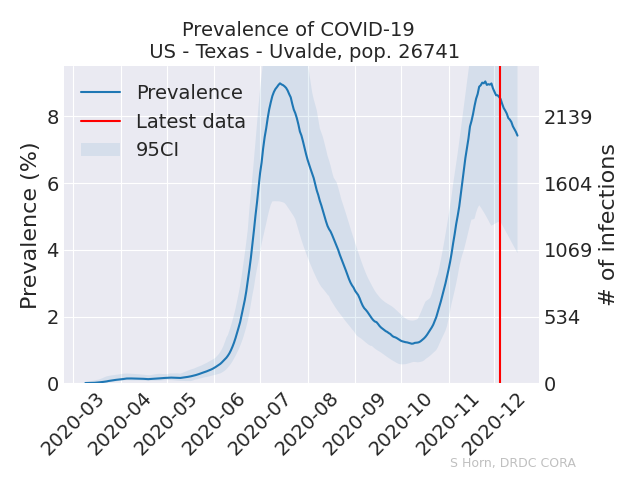 Prevalence of COVID-19
US - Texas - Uvalde, pop. 26741
Prevalence
Latest data
95CI
Prevalence (%)
8
6
4
2
0
# of infections
2139
1604
1069
534
0
2020-03
2020-04
2020-05
2020-06
2020-07
2020-08
2020-09
2020-10
2020-11
2020-12
S Horn, DRDC CORA